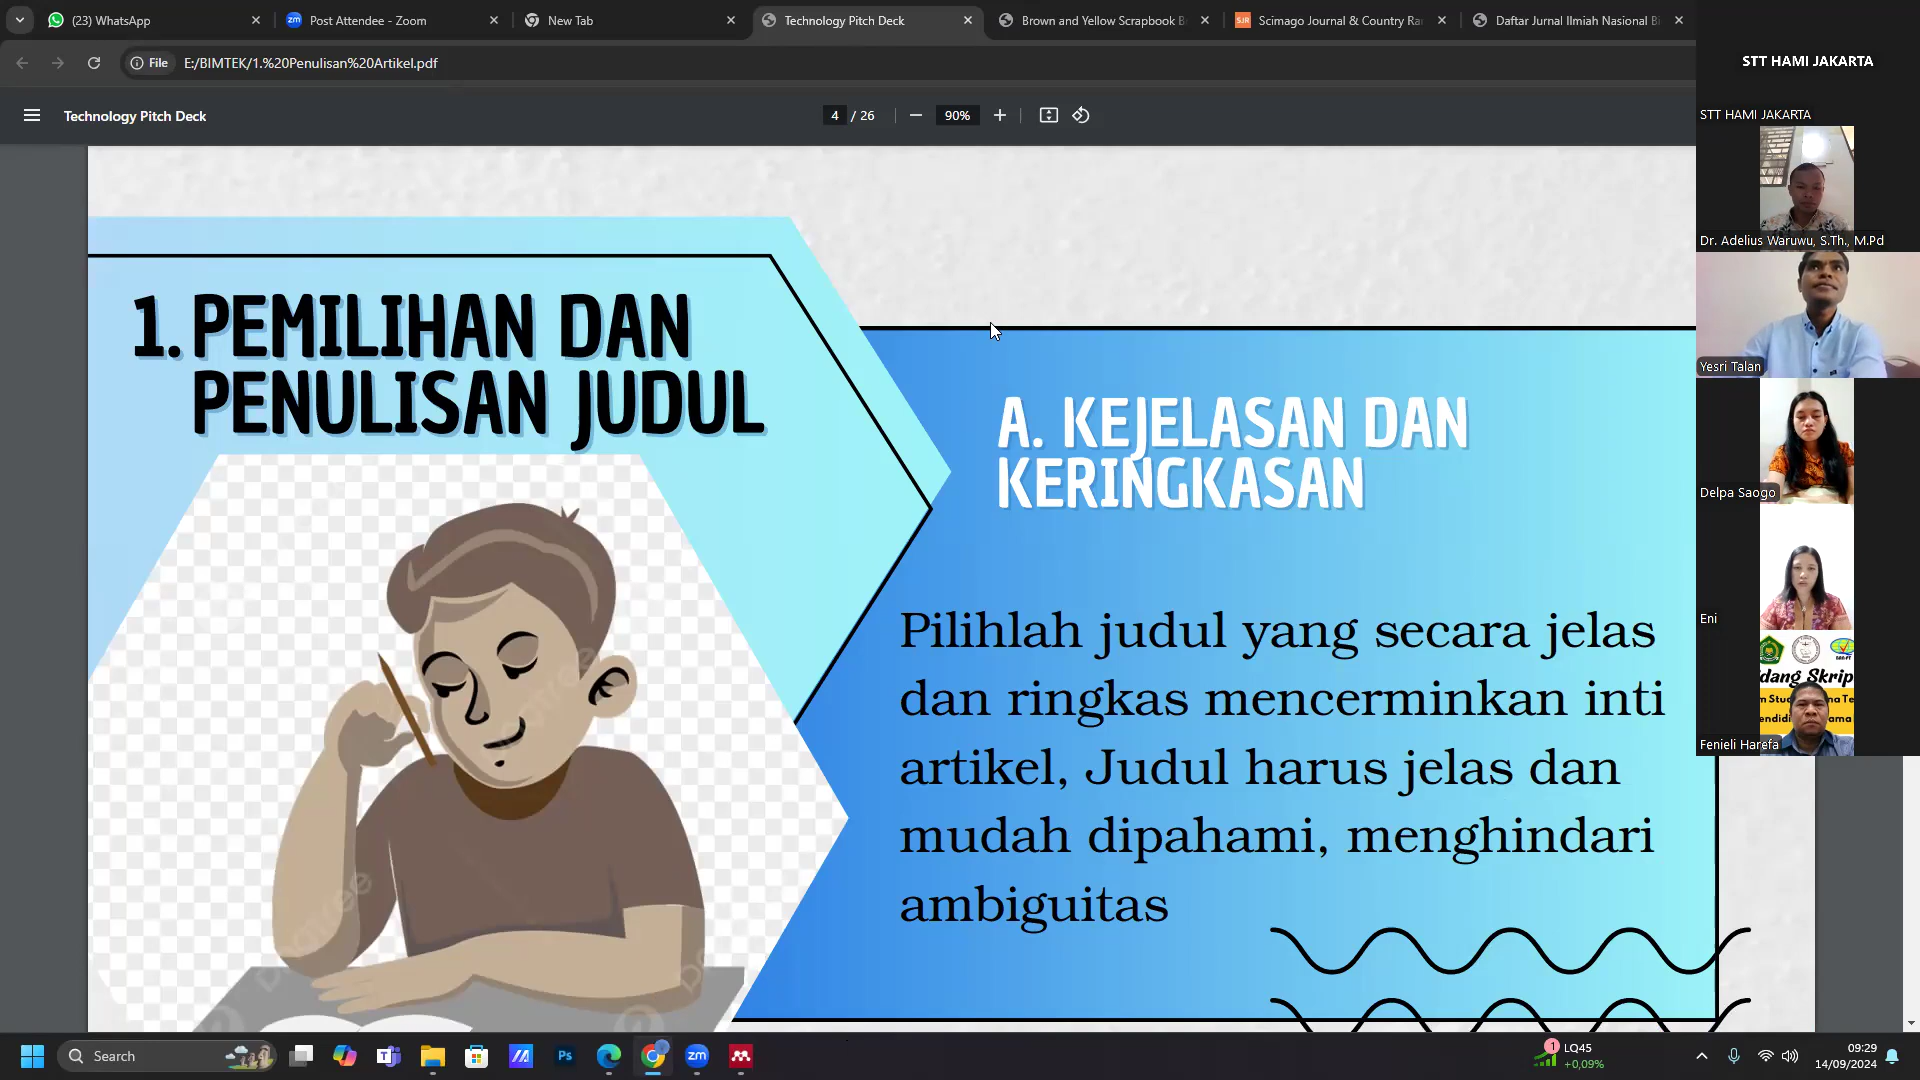 (23) WhatsApp
Post Attendee - Zoom
New Tab
Technology Pitch Deck
Brown and Yellow Scrapbook B
Scimago Journal & Country Ra
Daftar Jurnal Ilmiah Nasional B
File
E:/BIMTEK/1.%20Penulisan%20Artikel.pdf
Technology Pitch Deck
4 / 26
90%
1. PEMILIHAN DAN
PENULISAN JUDUL
A. KEJELASAN DAN
KERINGKASAN
Pilihlah judul yang secara jelas
dan ringkas mencerminkan inti
artikel, Judul harus jelas dan
mudah dipahami, menghindari
ambiguitas
STT HAMI JAKARTA
STT HAMI JAKARTA
Dr. Adelius Waruwu, S.Th., M.Pd
Yesri Talan
Delpa Saogo
Eni
dang Skrip
Fenieli Harefa
Search
1
LQ45
+0,09%
09:29
14/09/2024